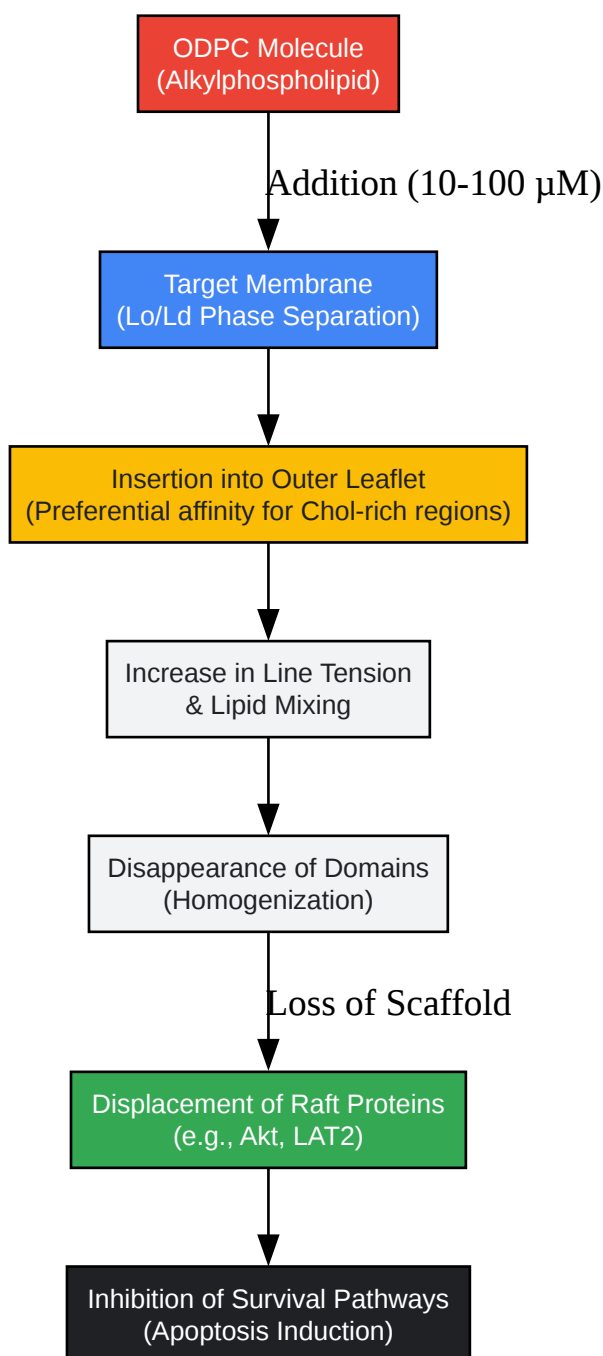 ODPC Molecule
(Alkylphospholipid)
Addition (10-100 µM)
Target Membrane
(Lo/Ld Phase Separation)
Insertion into Outer Leaflet
(Preferential affinity for Chol-rich regions)
Increase in Line Tension
& Lipid Mixing
Disappearance of Domains
(Homogenization)
Loss of Scaffold
Displacement of Raft Proteins
(e.g., Akt, LAT2)
Inhibition of Survival Pathways
(Apoptosis Induction)